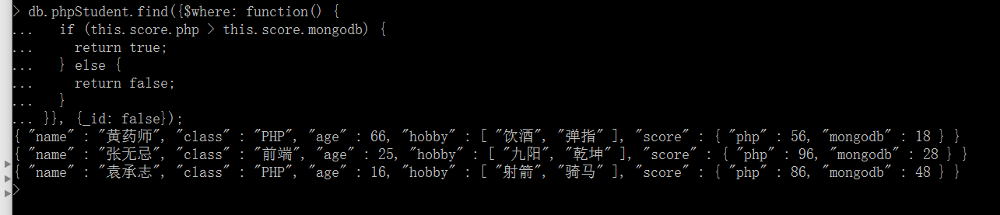 > db.phpStudent.find({$where: function() {
...   if (this.score.php > this.score.mongodb) {
...     return true;
...   } else {
...     return false;
...   }
... }}, {_id: false});
{ "name" : "黄药师", "class" : "PHP", "age" : 66, "hobby" : [ "饮酒", "弹指" ], "score" : { "php" : 56, "mongodb" : 18 } }
{ "name" : "张无忌", "class" : "前端", "age" : 25, "hobby" : [ "九阳", "乾坤" ], "score" : { "php" : 96, "mongodb" : 28 } }
{ "name" : "袁承志", "class" : "PHP", "age" : 16, "hobby" : [ "射箭", "骑马" ], "score" : { "php" : 86, "mongodb" : 48 } }
>